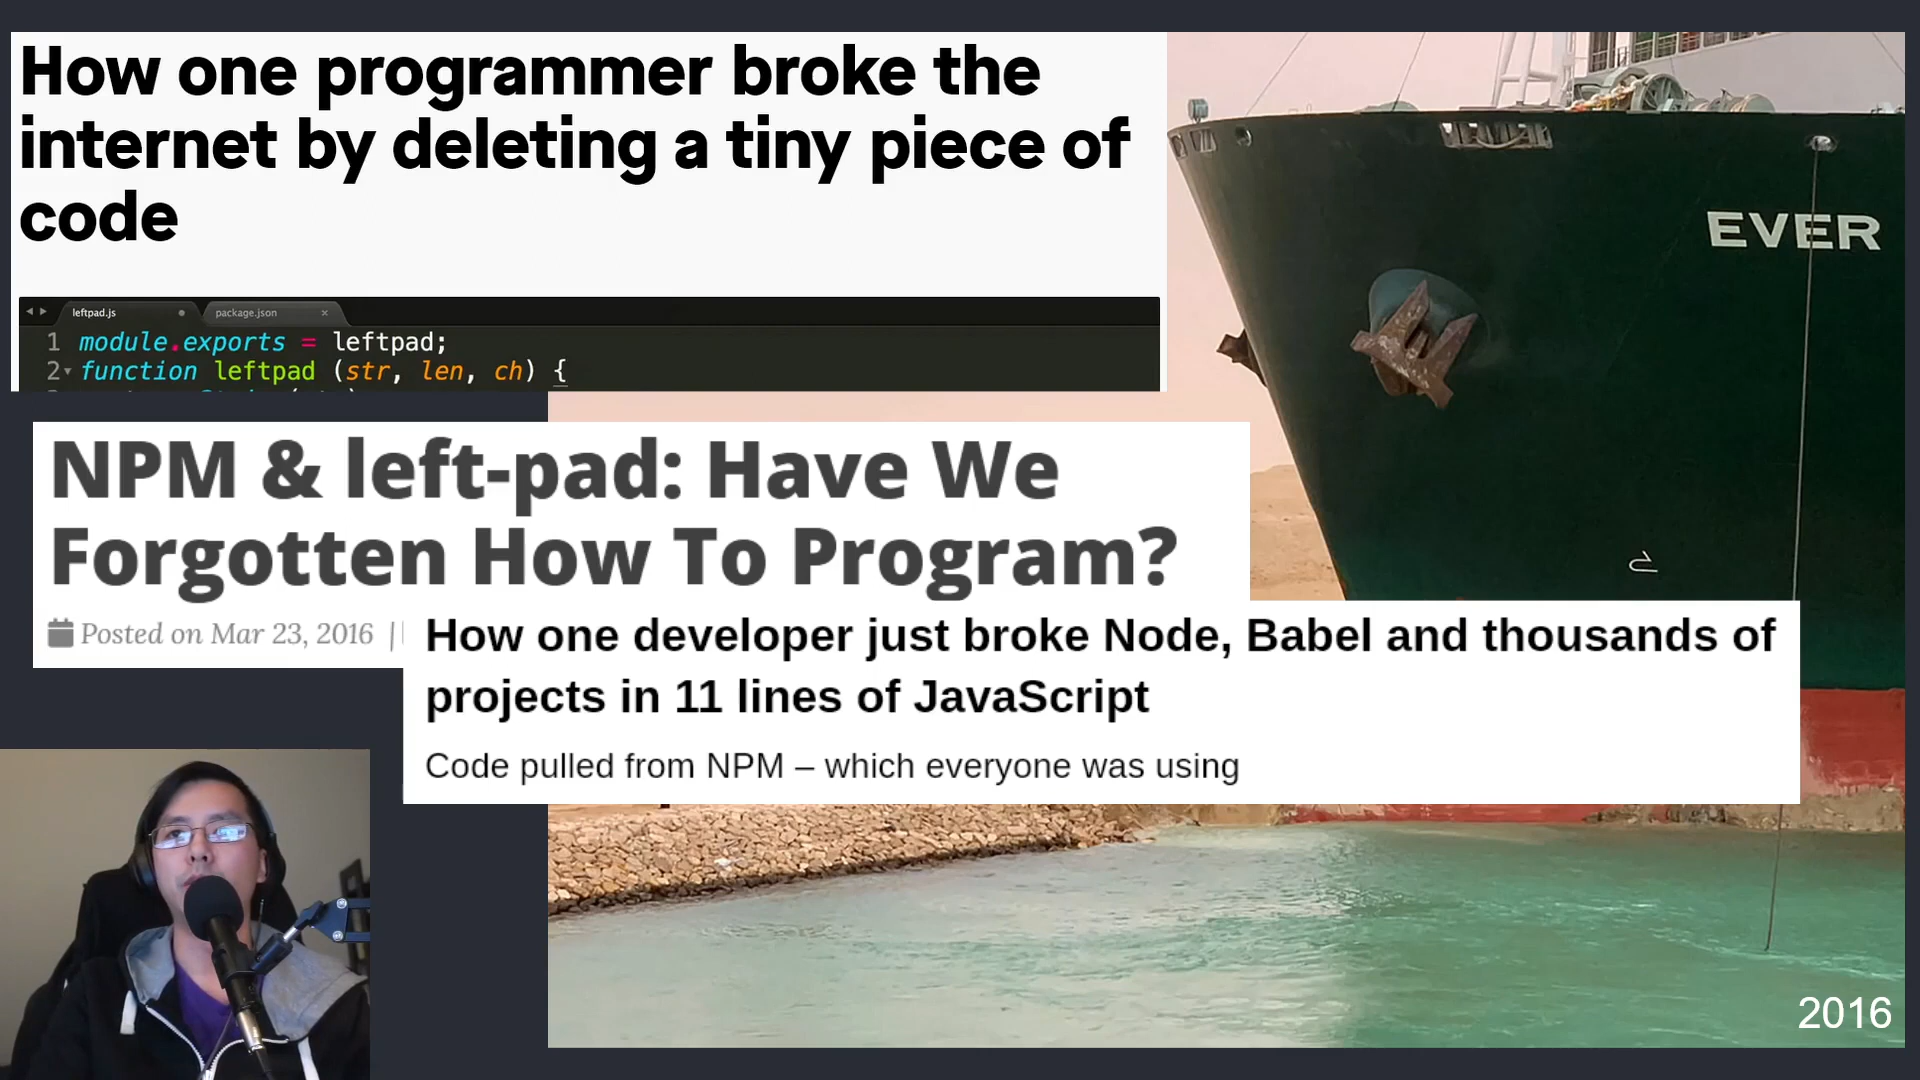 How one programmer broke the
internet by deleting a tiny piece of
code
leftpad.js
package.json
1 module.exports = leftpad;
2 function leftpad (str, len, ch) {
EVER
NPM & left-pad: Have We
Forgotten How To Program?
Posted on Mar 23, 2016 |
How one developer just broke Node, Babel and thousands of
projects in 11 lines of JavaScript
Code pulled from NPM – which everyone was using
2016